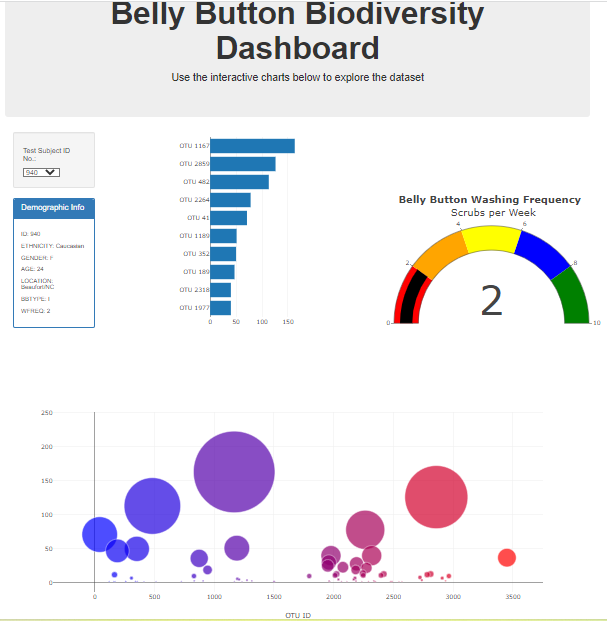 Belly Button Biodiversity
Dashboard
Use the interactive charts below to explore the dataset
Test Subject ID
No.:
940
Demographic Info
ID: 940
ETHNICITY: Caucasian
GENDER: F
AGE: 24
LOCATION:
Beaufort/NC
BBTYPE: I
WFREQ: 2
OTU 1167
OTU 2859
OTU 482
OTU 2264
OTU 41
OTU 1189
OTU 352
OTU 189
OTU 2318
OTU 1977
0 50 100 150
Belly Button Washing Frequency
Scrubs per Week
0 2 4 6 8 10
2
250
200
150
100
50
0
0 500 1000 1500 2000 2500 3000 3500
OTU ID